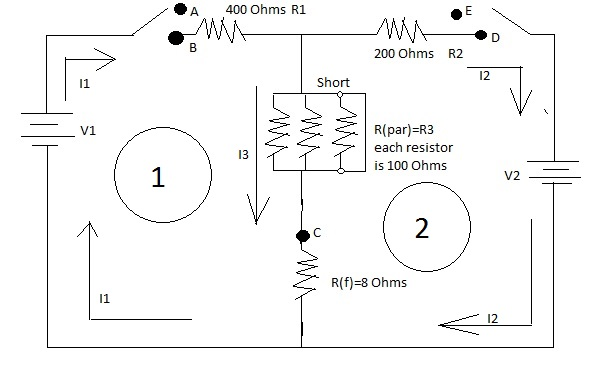 A
400 Ohms R1
E
B
D
200 Ohms R2
I1
I2
Short
V1
R(par)=R3
each resistor
is 100 Ohms
I3
1
V2
2
C
R(f)=8 Ohms
I1
I2